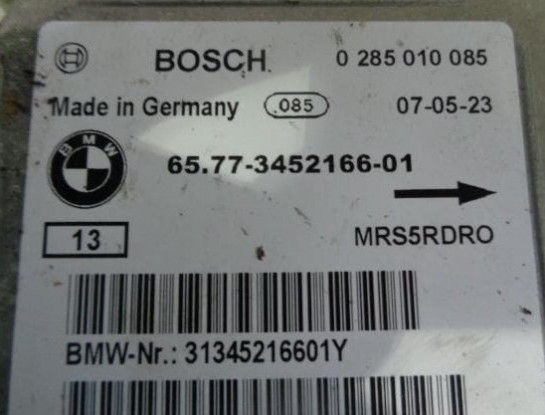 BOSCH 0 285 010 085
Made in Germany .085 07-05-23
BMW
65.77-3452166-01
13 MRS5RDRO
BMW-Nr.: 31345216601Y